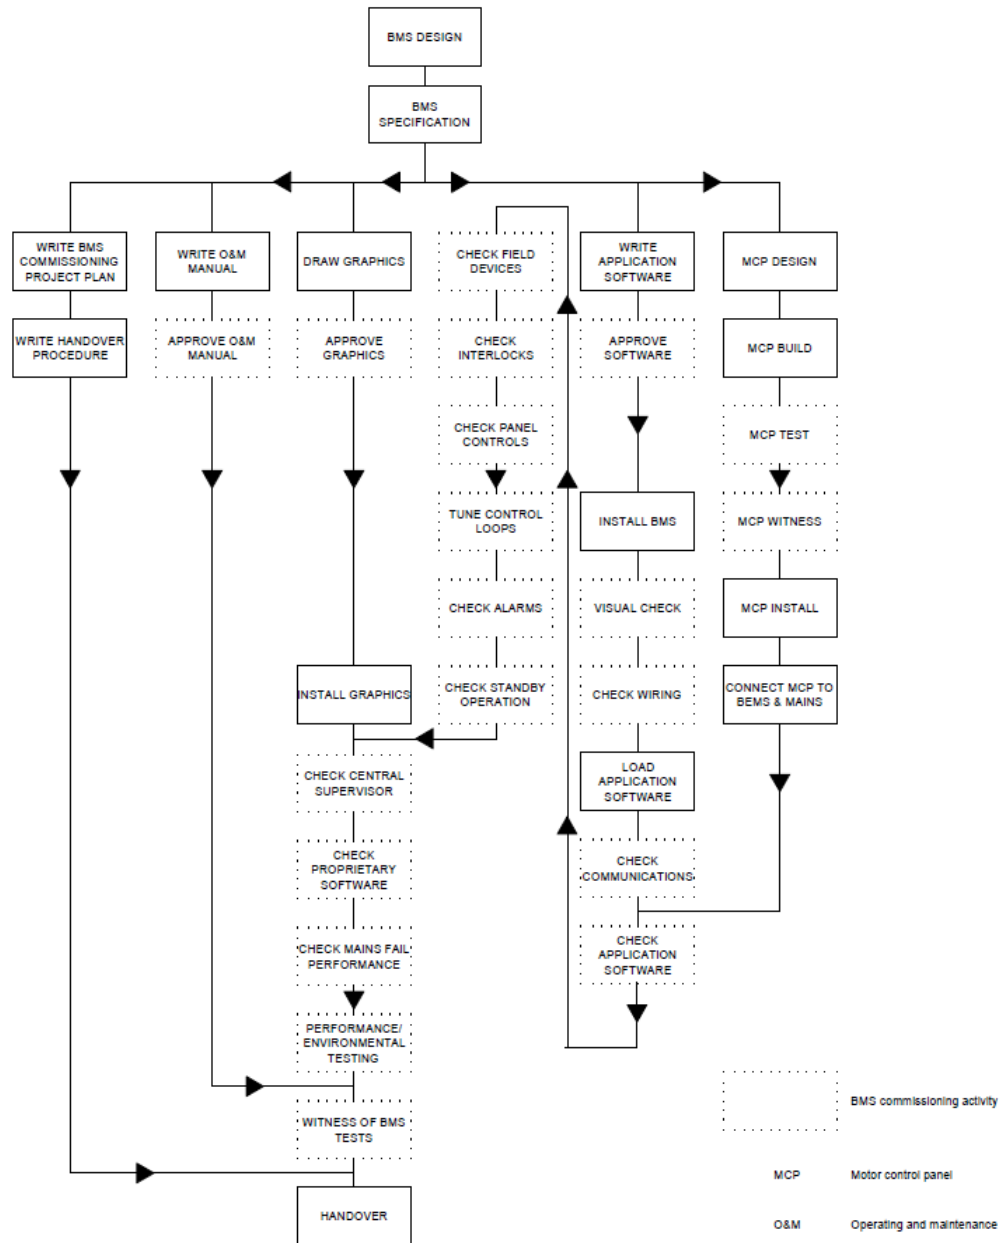 BMS DESIGN
BMS
SPECIFICATION
WRITE BMS
COMMISSIONING
PROJECT PLAN
WRITE O&M
MANUAL
DRAW GRAPHICS
CHECK FIELD
DEVICES
WRITE
APPLICATION
SOFTWARE
MCP DESIGN
WRITE HANDOVER
PROCEDURE
APPROVE O&M
MANUAL
APPROVE
GRAPHICS
CHECK
INTERLOCKS
APPROVE
SOFTWARE
MCP BUILD
CHECK PANEL
CONTROLS
MCP TEST
TUNE CONTROL
LOOPS
INSTALL BMS
MCP WITNESS
CHECK ALARMS
VISUAL CHECK
MCP INSTALL
INSTALL GRAPHICS
CHECK STANDBY
OPERATION
CHECK WIRING
CONNECT MCP TO
BEMS & MAINS
CHECK CENTRAL
SUPERVISOR
LOAD
APPLICATION
SOFTWARE
CHECK
PROPRIETARY
SOFTWARE
CHECK
COMMUNICATIONS
CHECK MAINS FAIL
PERFORMANCE
CHECK
APPLICATION
SOFTWARE
PERFORMANCE/
ENVIRONMENTAL
TESTING
WITNESS OF BMS
TESTS
HANDOVER
BMS commissioning activity
MCP Motor control panel
O&M Operating and maintenance